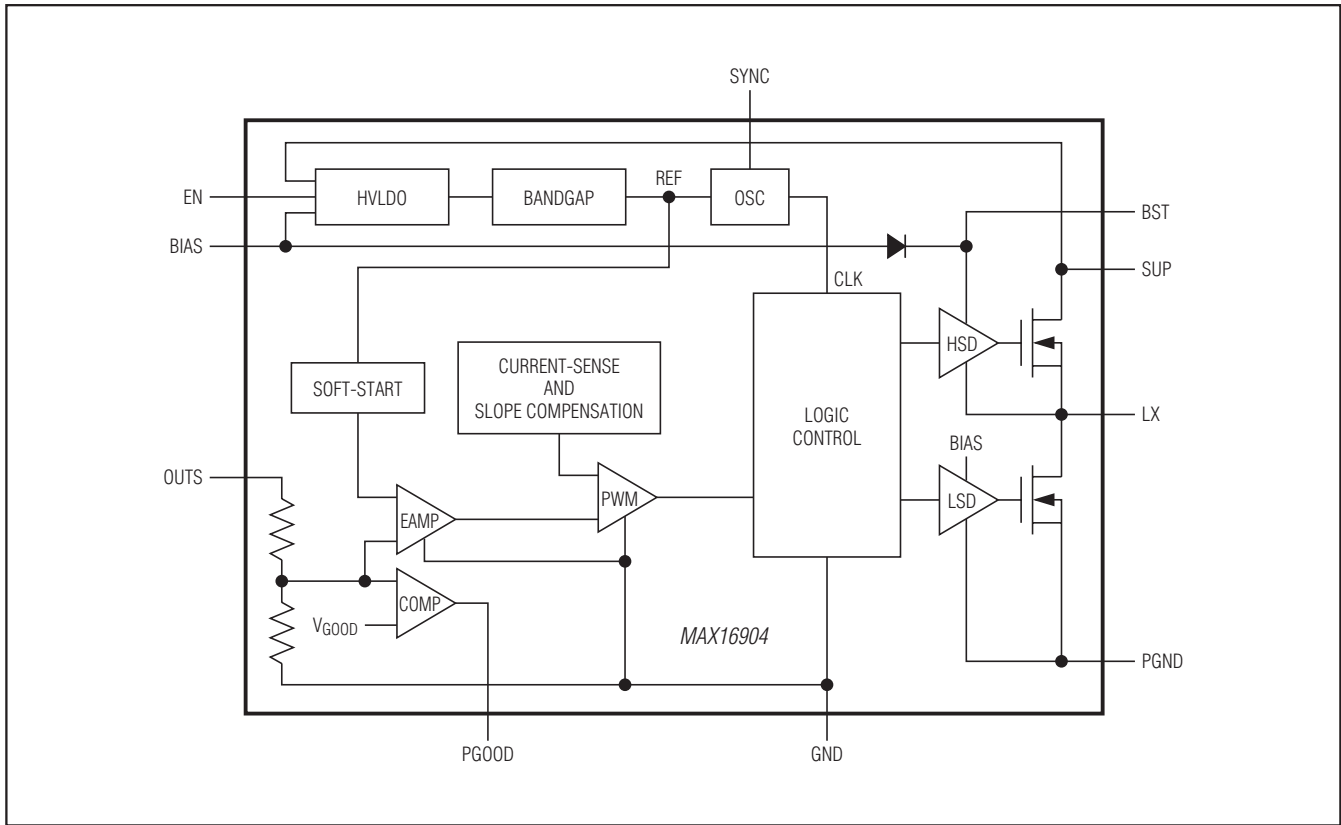 SYNC
EN
HVLDO
BANDGAP
REF
OSC
BST
BIAS
SUP
CLK
HSD
SOFT-START
CURRENT-SENSE
AND
SLOPE COMPENSATION
LOGIC
CONTROL
LX
BIAS
OUTS
EAMP
PWM
LSD
COMP
VGOOD
MAX16904
PGND
PGOOD
GND